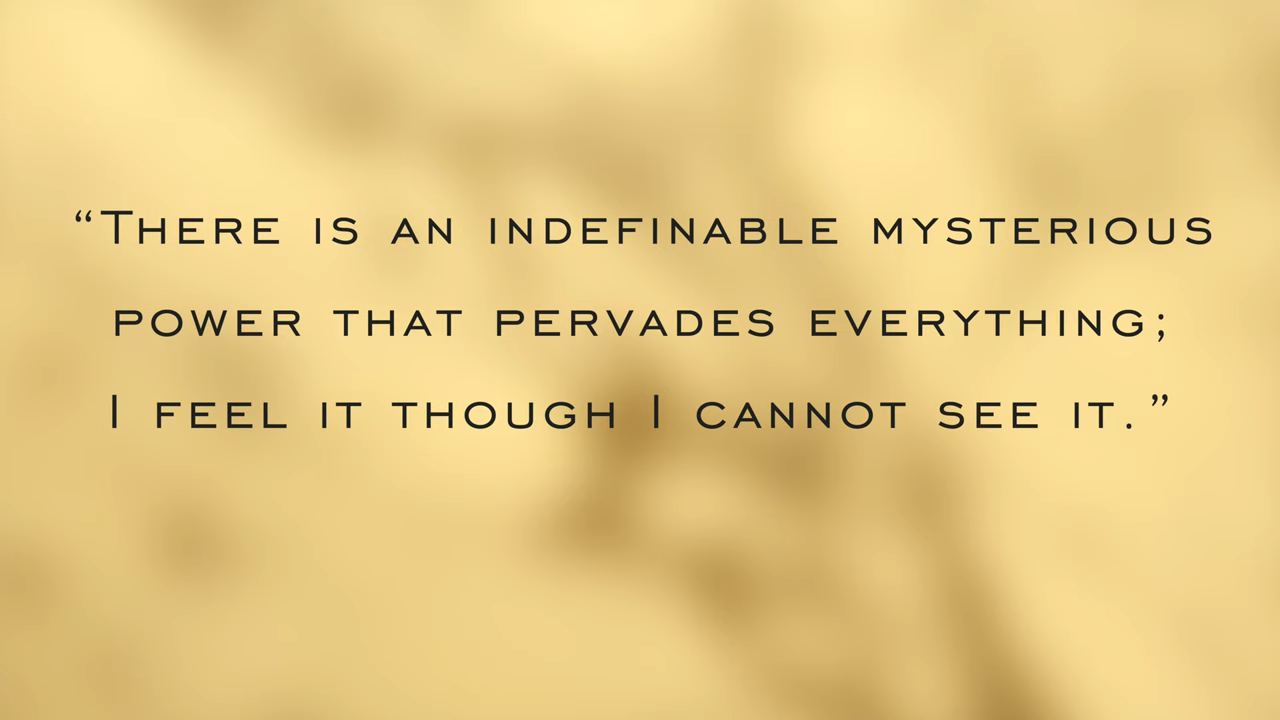 “There is an indefinable mysterious
power that pervades everything;
I feel it though I cannot see it.”